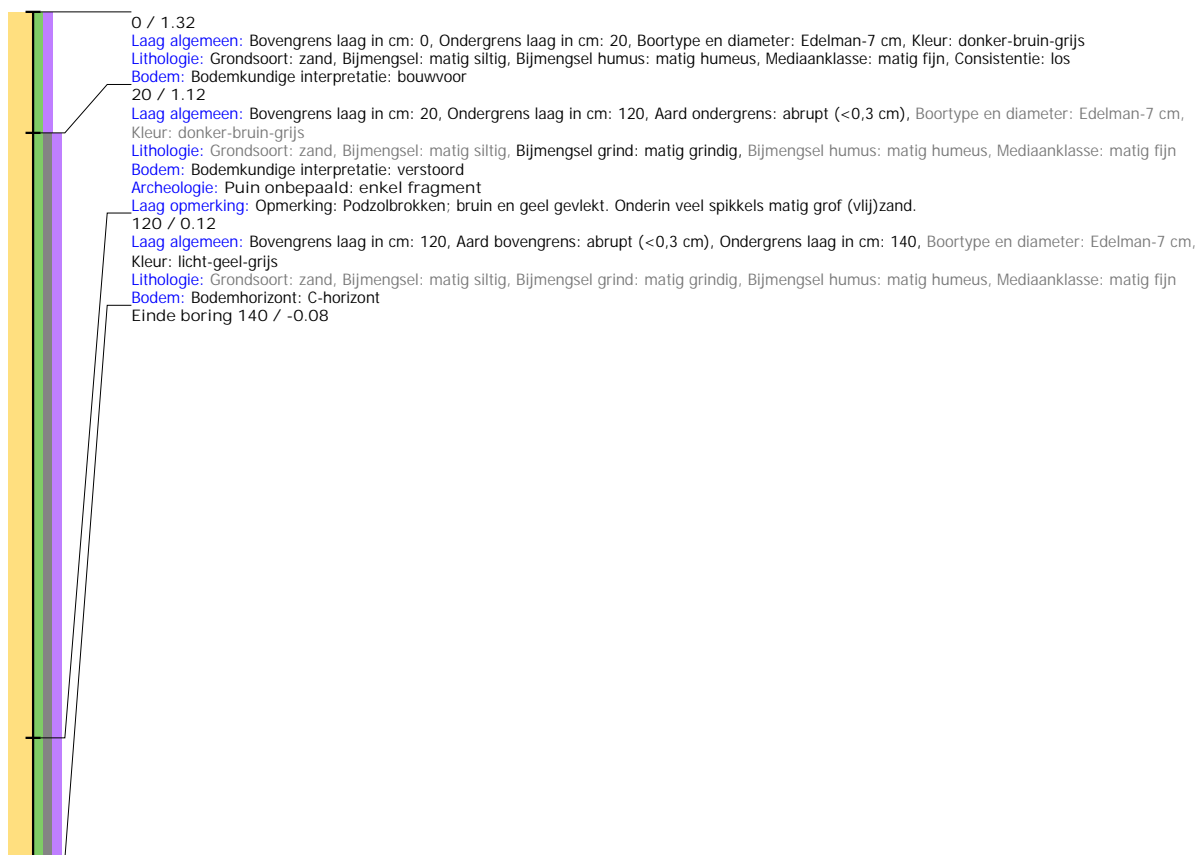 0 / 1.32
Laag algemeen: Bovengrens laag in cm: 0, Ondergrens laag in cm: 20, Boortype en diameter: Edelman-7 cm, Kleur: donker-bruin-grijs
Lithologie: Grondsoort: zand, Bijmengsel: matig siltig, Bijmengsel humus: matig humeus, Mediaanklasse: matig fijn, Consistentie: los
Bodem: Bodemkundige interpretatie: bouwvoor
20 / 1.12
Laag algemeen: Bovengrens laag in cm: 20, Ondergrens laag in cm: 120, Aard ondergrens: abrupt (<0,3 cm), Boortype en diameter: Edelman-7 cm,
Kleur: donker-bruin-grijs
Lithologie: Grondsoort: zand, Bijmengsel: matig siltig, Bijmengsel grind: matig grindig, Bijmengsel humus: matig humeus, Mediaanklasse: matig fijn
Bodem: Bodemkundige interpretatie: verstoord
Archeologie: Puin onbepaald: enkel fragment
Laag opmerking: Opmerking: Podzolbrokken; bruin en geel gevlekt. Onderin veel spikkels matig grof (vlij)zand.
120 / 0.12
Laag algemeen: Bovengrens laag in cm: 120, Aard bovengrens: abrupt (<0,3 cm), Ondergrens laag in cm: 140, Boortype en diameter: Edelman-7 cm,
Kleur: licht-geel-grijs
Lithologie: Grondsoort: zand, Bijmengsel: matig siltig, Bijmengsel grind: matig grindig, Bijmengsel humus: matig humeus, Mediaanklasse: matig fijn
Bodem: Bodemhorizont: C-horizont
Einde boring 140 / -0.08